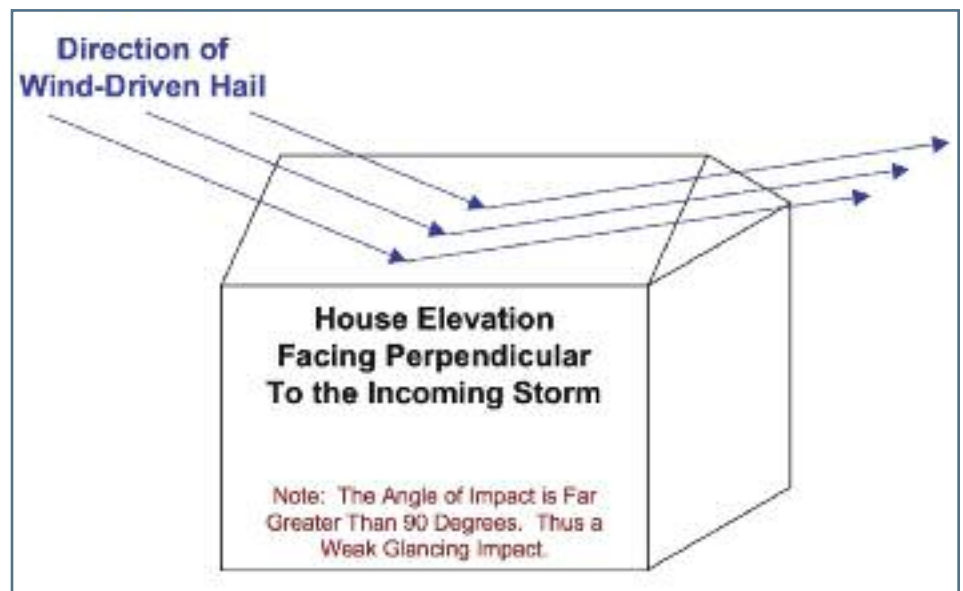 Direction of
Wind-Driven Hail
House Elevation
Facing Perpendicular
To the Incoming Storm
Note: The Angle of Impact is Far
Greater Than 90 Degrees. Thus a
Weak Glancing Impact.